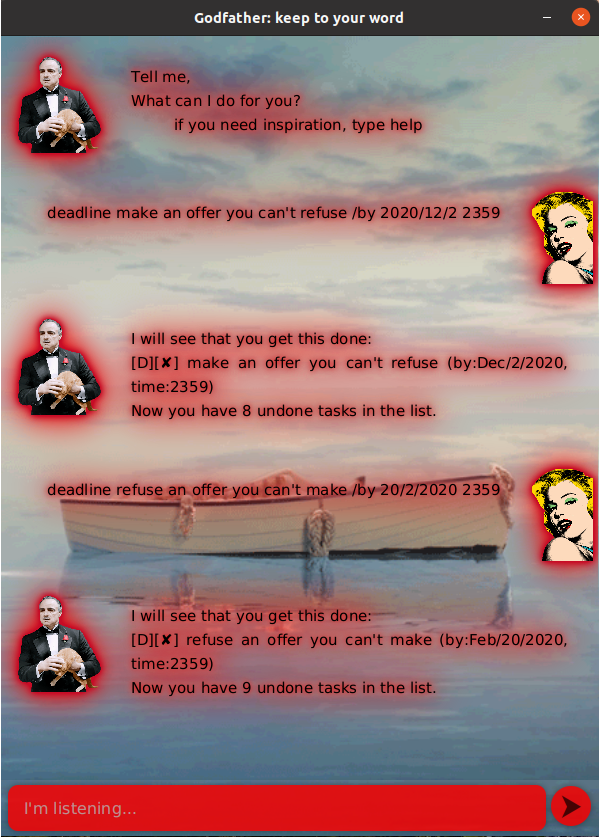 Godfather: keep to your word
Tell me,
What can I do for you?
if you need inspiration, type help
deadline make an offer you can't refuse /by 2020/12/2 2359
I will see that you get this done:
[D][✘] make an offer you can't refuse (by:Dec/2/2020,
time:2359)
Now you have 8 undone tasks in the list.
deadline refuse an offer you can't make /by 20/2/2020 2359
I will see that you get this done:
[D][✘] refuse an offer you can't make (by:Feb/20/2020,
time:2359)
Now you have 9 undone tasks in the list.
I'm listening...